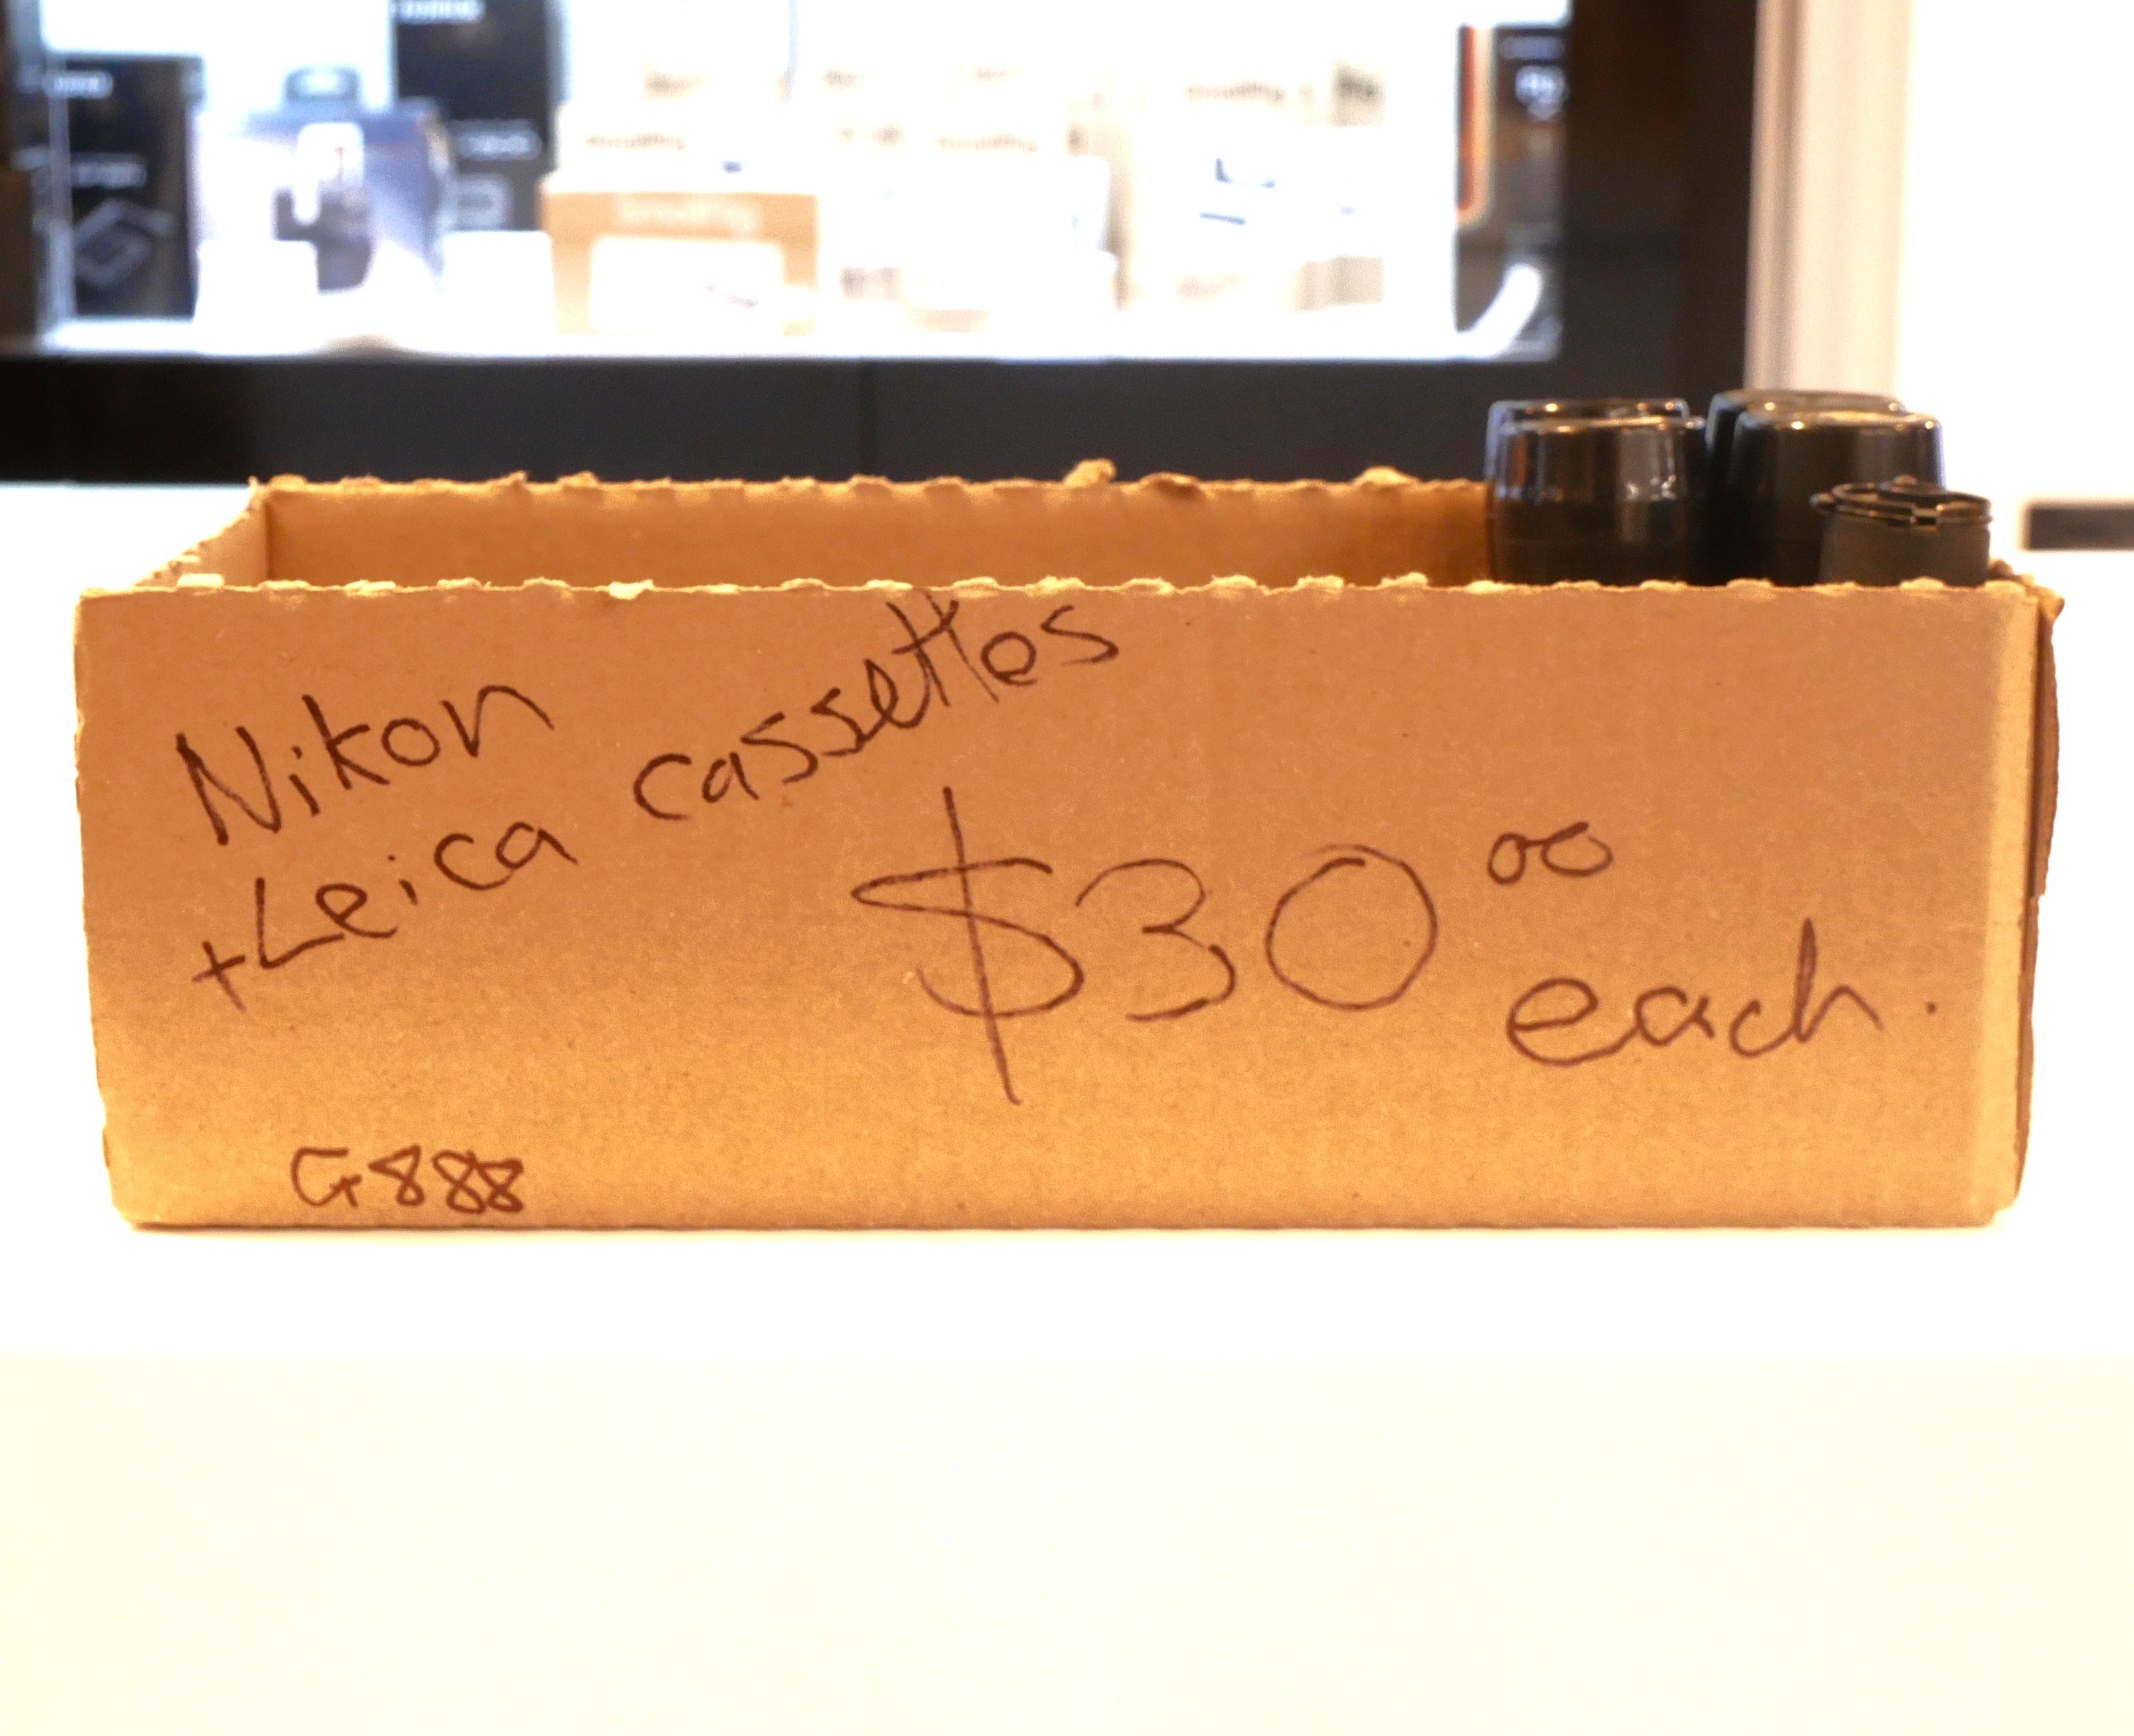 Nikon
+Leica cassettes
$30.00
each.
G888